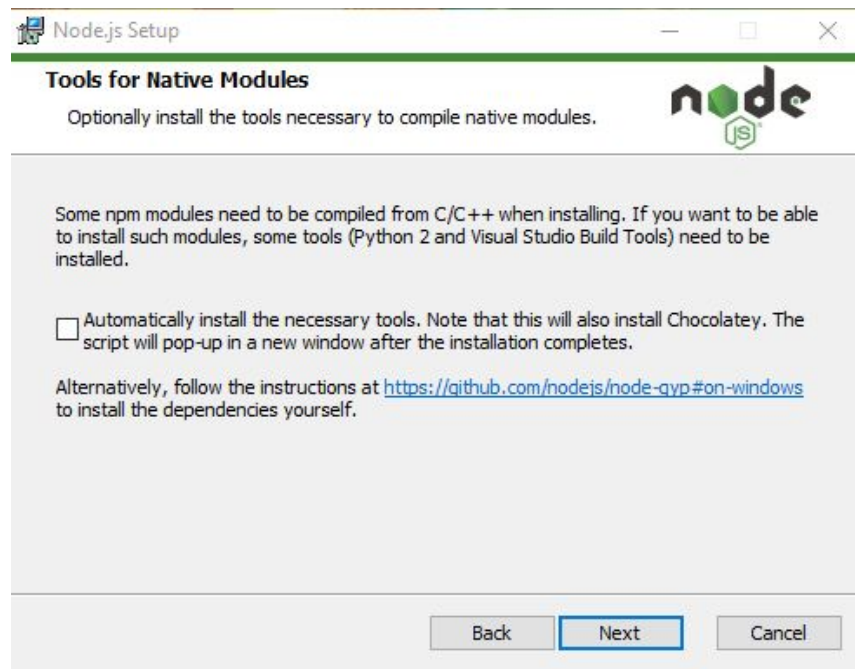 Node.js Setup
Tools for Native Modules
Optionally install the tools necessary to compile native modules.
node
JS
Some npm modules need to be compiled from C/C++ when installing. If you want to be able
to install such modules, some tools (Python 2 and Visual Studio Build Tools) need to be
installed.
Automatically install the necessary tools. Note that this will also install Chocolatey. The
script will pop-up in a new window after the installation completes.
Alternatively, follow the instructions at https://github.com/nodejs/node-gyp#on-windows
to install the dependencies yourself.
Back Next Cancel